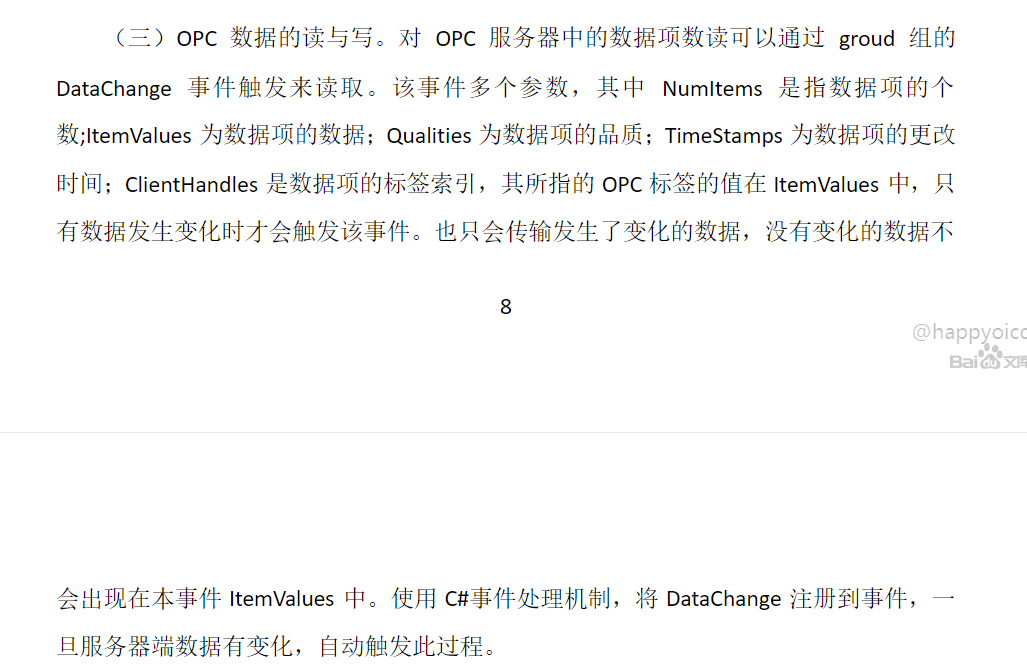 （三）OPC 数据的读与写。对 OPC 服务器中的数据项数读可以通过 groud 组的
DataChange 事件触发来读取。该事件多个参数，其中 NumItems 是指数据项的个
数;ItemValues 为数据项的数据；Qualities 为数据项的品质；TimeStamps 为数据项的更改
时间；ClientHandles 是数据项的标签索引，其所指的 OPC 标签的值在 ItemValues 中，只
有数据发生变化时才会触发该事件。也只会传输发生了变化的数据，没有变化的数据不
8
@happyoicc
Bai du 文库
会出现在本事件 ItemValues 中。使用 C#事件处理机制，将 DataChange 注册到事件，一
旦服务器端数据有变化，自动触发此过程。